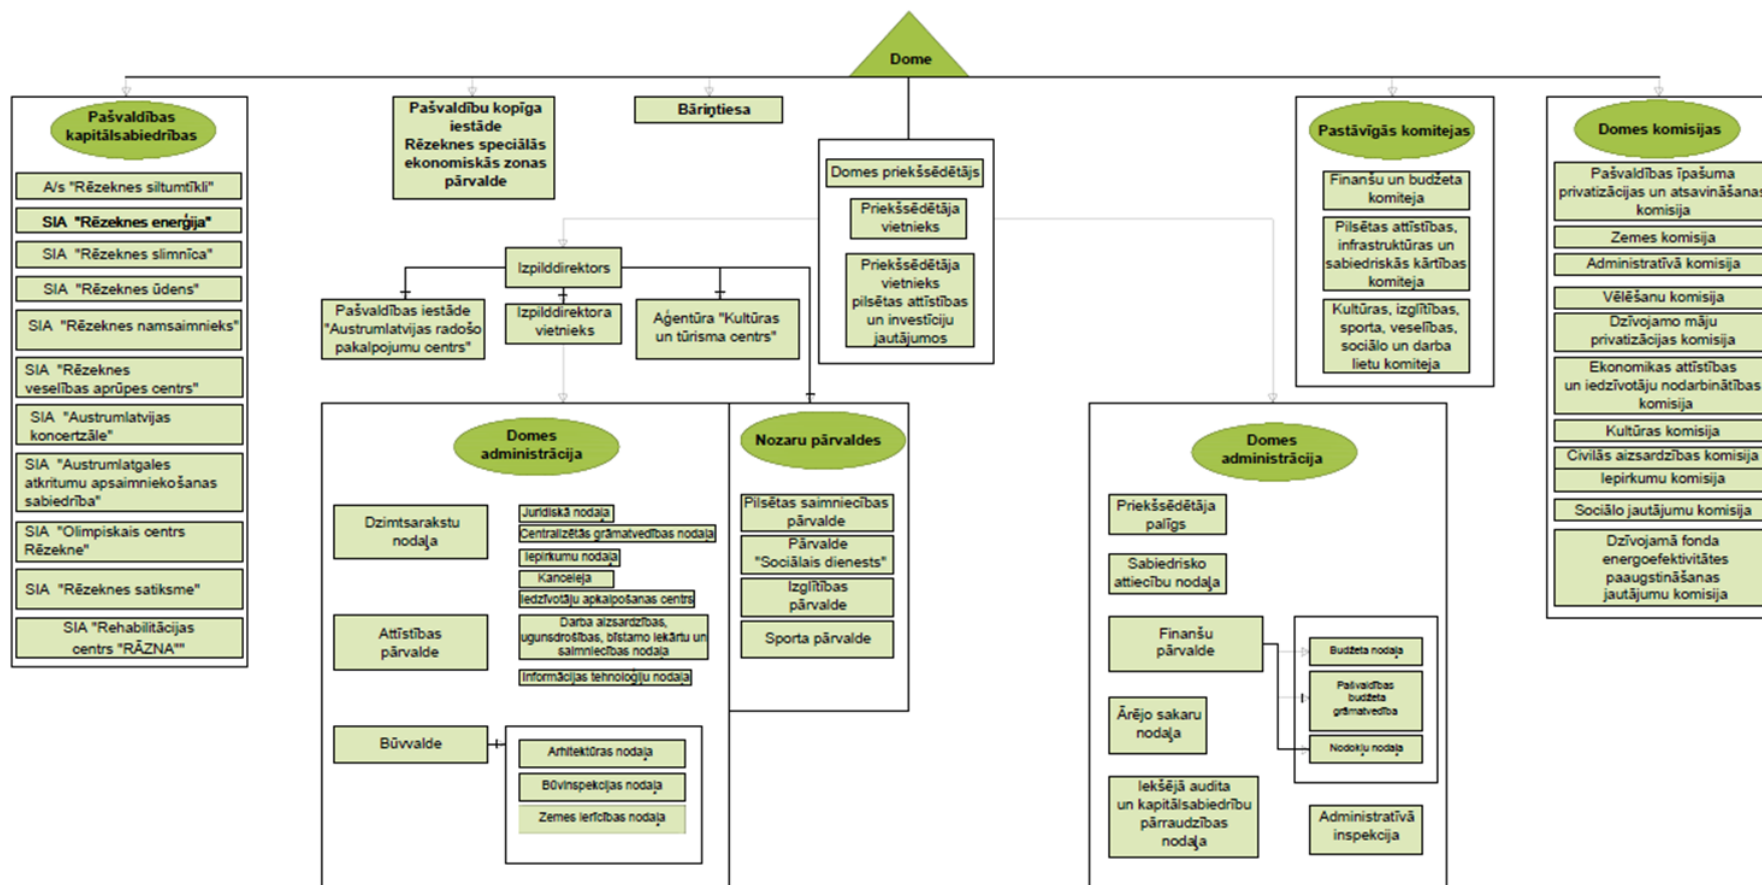 Dome
Pašvaldības
kapitālsabiedrības
A/s "Rēzeknes siltumtīkli"
SIA "Rēzeknes enerģija"
SIA "Rēzeknes slimnīca"
SIA "Rēzeknes ūdens"
SIA "Rēzeknes namsaimnieks"
SIA "Rēzeknes
veselības aprūpes centrs"
SIA "Austrumlatvijas
koncertzāle"
SIA "Austrumlatgales
atkritumu apsaimniekošanas
sabiedrība"
SIA "Olimpiskais centrs
Rēzekne"
SIA "Rēzeknes satiksme"
SIA "Rehabilitācijas
centrs "RĀZNA""
Pašvaldību kopīga
iestāde
Rēzeknes speciālās
ekonomiskās zonas
pārvalde
Bāriņtiesa
Domes priekšsēdētājs
Priekšsēdētāja
vietnieks
Priekšsēdētāja
vietnieks
pilsētas attīstības
un investīciju
jautājumos
Izpilddirektors
Pašvaldības iestāde
"Austrumlatvijas radošo
pakalpojumu centrs"
Izpilddirektora
vietnieks
Aģentūra "Kultūras
un tūrisma centrs"
Domes
administrācija
Dzimtsarakstu
nodaļa
Attīstības
pārvalde
Būvvalde
Juridiskā nodaļa
Centralizētās grāmatvedības nodaļa
Iepirkumu nodaļa
Kanceleja
Iedzīvotāju apkalpošanas centrs
Darba aizsardzības,
ugunsdrošības, bīstamo iekārtu un
saimniecības nodaļa
Informācijas tehnoloģiju nodaļa
Arhitektūras nodaļa
Būvinspekcijas nodaļa
Zemes ierīcības nodaļa
Nozaru pārvaldes
Pilsētas saimniecības
pārvalde
Pārvalde
"Sociālais dienests"
Izglītības
pārvalde
Sporta pārvalde
Domes
administrācija
Priekšsēdētāja
palīgs
Sabiedrisko
attiecību nodaļa
Finanšu
pārvalde
Ārējo sakaru
nodaļa
Iekšējā audita
un kapitālsabiedrību
pārraudzības
nodaļa
Budžeta nodaļa
Pašvaldības
budžeta
grāmatvedība
Nodokļu nodaļa
Administratīvā
inspekcija
Pastāvīgās komitejas
Finanšu un budžeta
komiteja
Pilsētas attīstības,
infrastruktūras un
sabiedriskās kārtības
komiteja
Kultūras, izglītības,
sporta, veselības,
sociālo un darba
lietu komiteja
Domes komisijas
Pašvaldības īpašuma
privatizācijas un atsavināšanas
komisija
Zemes komisija
Administratīvā komisija
Vēlēšanu komisija
Dzīvojamo māju
privatizācijas komisija
Ekonomikas attīstības
un iedzīvotāju nodarbinātības
komisija
Kultūras komisija
Civilās aizsardzības komisija
Iepirkumu komisija
Sociālo jautājumu komisija
Dzīvojamā fonda
energoefektivitātes
paaugstināšanas
jautājumu komisija